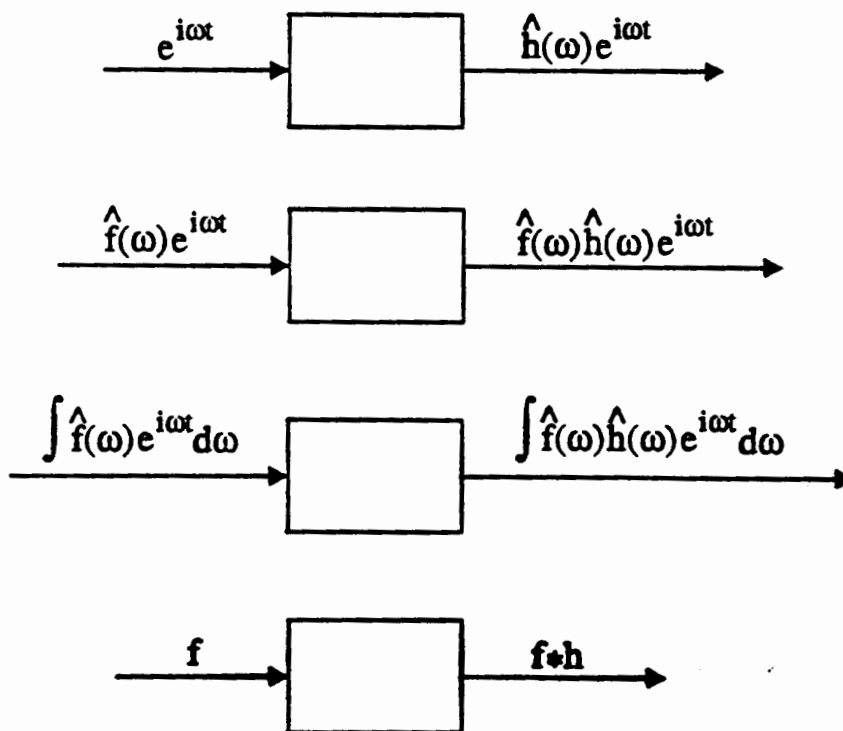 e^{iωt} ĥ(ω)e^{iωt}
f̂(ω)e^{iωt} f̂(ω)ĥ(ω)e^{iωt}
∫f̂(ω)e^{iωt}dω ∫f̂(ω)ĥ(ω)e^{iωt}dω
f f*h